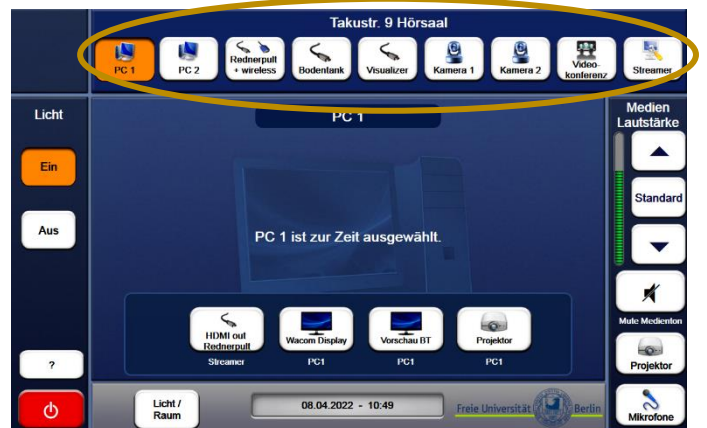 Takustr. 9 Hörsaal
PC 1
PC 2
Rednerpult
+ wireless
Bodentank
Visualizer
Kamera 1
Kamera 2
Video-
konferenz
Streamer
Licht
Ein
Aus
?
PC 1
PC 1 ist zur Zeit ausgewählt.
HDMI out
Rednerpult
Streamer
Wacom Display
PC1
Vorschau BT
PC1
Projektor
PC1
Medien
Lautstärke
Standard
Mute Medienton
Projektor
Mikrofone
Licht /
Raum
08.04.2022 - 10:49
Freie Universität Berlin